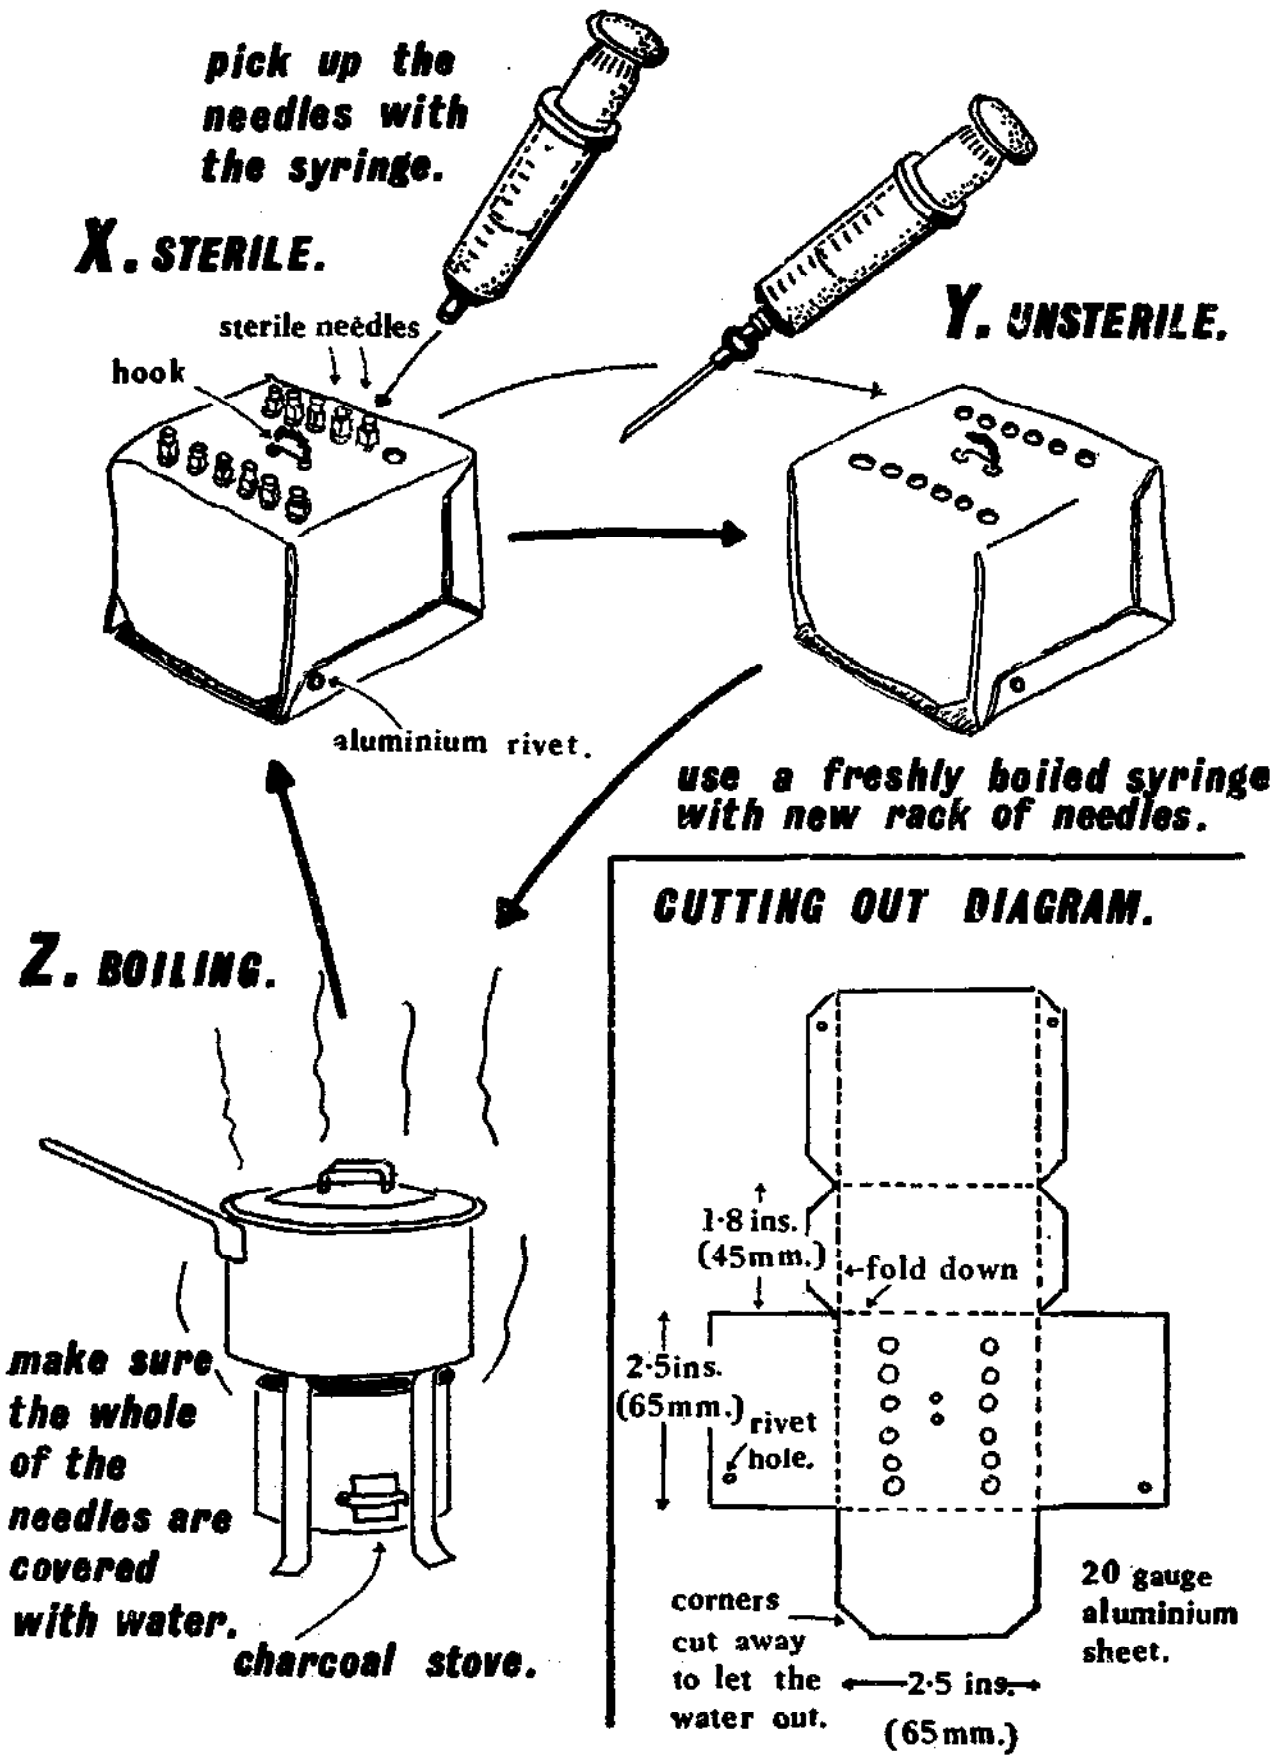 pick up the
needles with
the syringe.
X. STERILE.
sterile needles
hook
Y. UNSTERILE.
aluminium rivet.
use a freshly boiled syringe
with new rack of needles.
Z. BOILING.
make sure
the whole
of the
needles are
covered
with water.
charcoal stove.
CUTTING OUT DIAGRAM.
1·8 ins.
(45mm.)
fold down
2·5ins.
(65mm.)
rivet
hole.
corners
cut away
to let the
water out.
2·5 ins.
(65mm.)
20 gauge
aluminium
sheet.